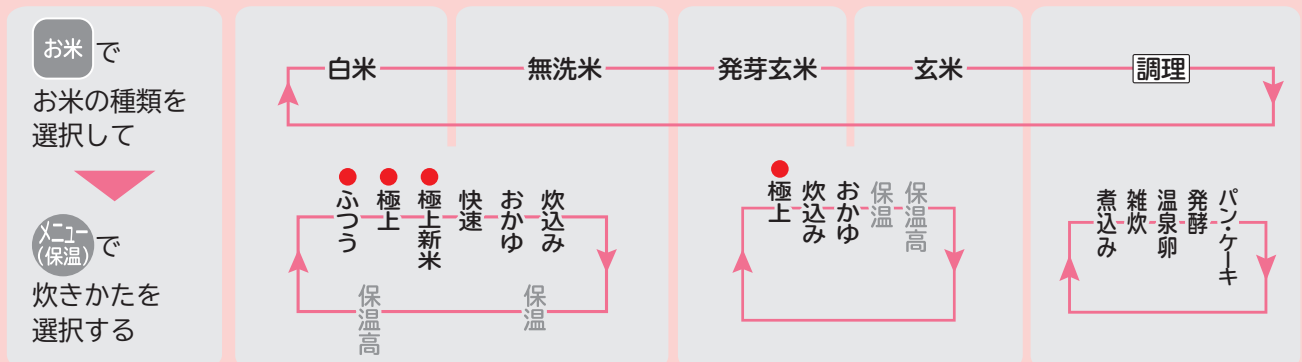 お米で
お米の種類を
選択して
メニュー
(保温)で
炊きかたを
選択する
白米
無洗米
発芽玄米
玄米
調理
ふつう
極上
極上新米
快速
おかゆ
炊込み
保温
保温高
極上
炊込み
おかゆ
保温
保温高
煮込み
雑炊
温泉卵
発酵
パン・ケーキ